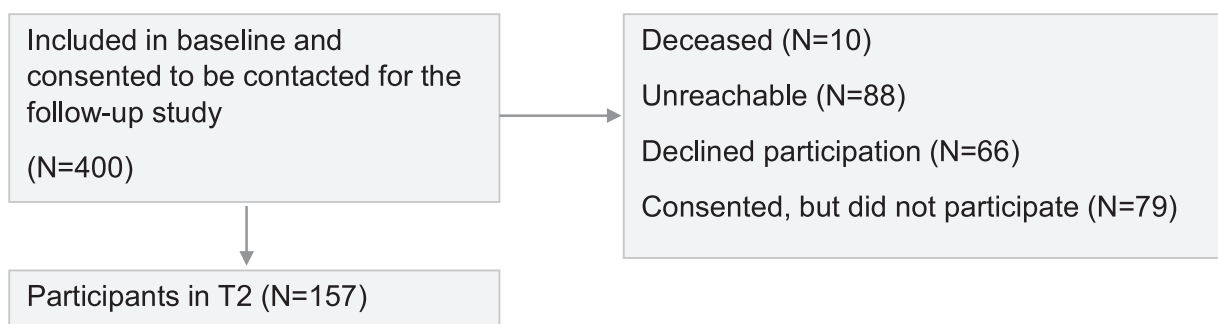 Included in baseline and
consented to be contacted for the
follow-up study
(N=400)
Deceased (N=10)
Unreachable (N=88)
Declined participation (N=66)
Consented, but did not participate (N=79)
Participants in T2 (N=157)